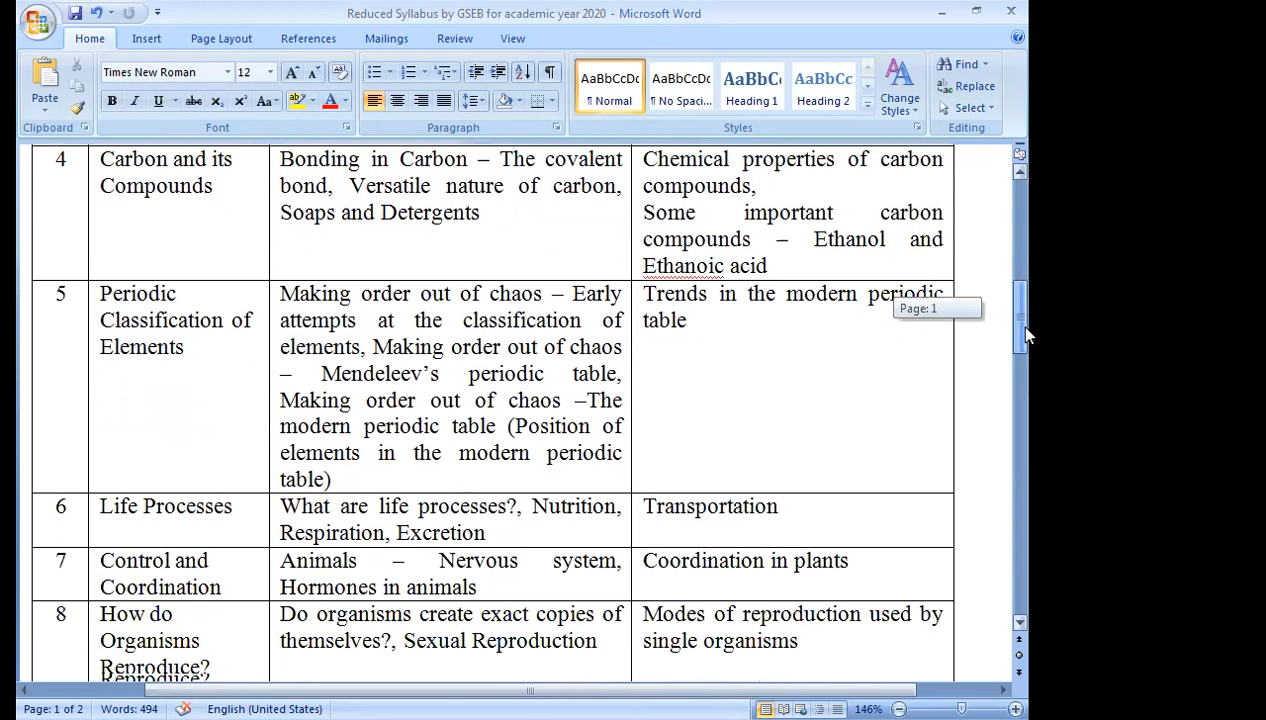 Reduced Syllabus by GSEB for academic year 2020 - Microsoft Word
Home Insert Page Layout References Mailings Review View
Times New Roman 12
Paste
B I U abc x₂ x² Aa A
AaBbCcDc AaBbCcDc AaBbC AaBbCc
¶ Normal ¶ No Spaci... Heading 1 Heading 2
Change Styles
Find
Replace
Select
Clipboard Font Paragraph Styles Editing
4
Carbon and its
Compounds
Bonding in Carbon – The covalent
bond, Versatile nature of carbon,
Soaps and Detergents
Chemical properties of carbon
compounds,
Some important carbon
compounds – Ethanol and
Ethanoic acid
5
Periodic
Classification of
Elements
Making order out of chaos – Early
attempts at the classification of
elements, Making order out of chaos
– Mendeleev’s periodic table,
Making order out of chaos –The
modern periodic table (Position of
elements in the modern periodic
table)
Trends in the modern periodic
table
Page: 1
6
Life Processes
What are life processes?, Nutrition,
Respiration, Excretion
Transportation
7
Control and
Coordination
Animals – Nervous system,
Hormones in animals
Coordination in plants
8
How do
Organisms
Reproduce?
Do organisms create exact copies of
themselves?, Sexual Reproduction
Modes of reproduction used by
single organisms
Page: 1 of 2 Words: 494 English (United States) 146%